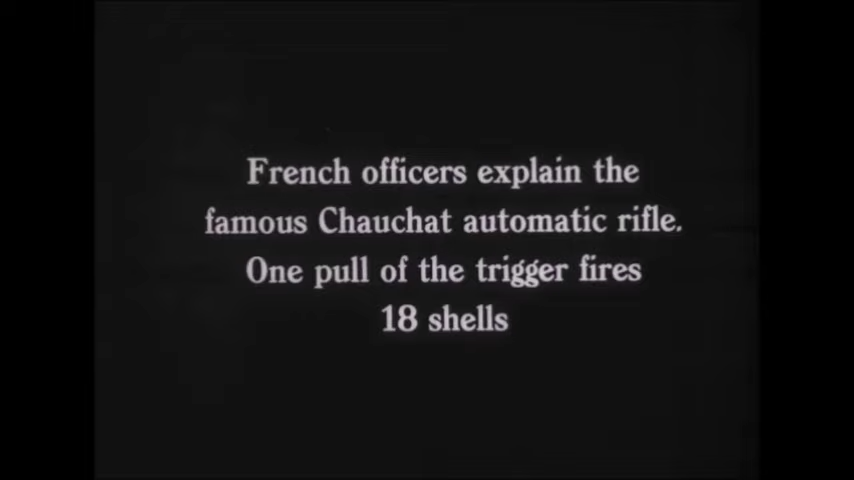 French officers explain the
famous Chauchat automatic rifle.
One pull of the trigger fires
18 shells